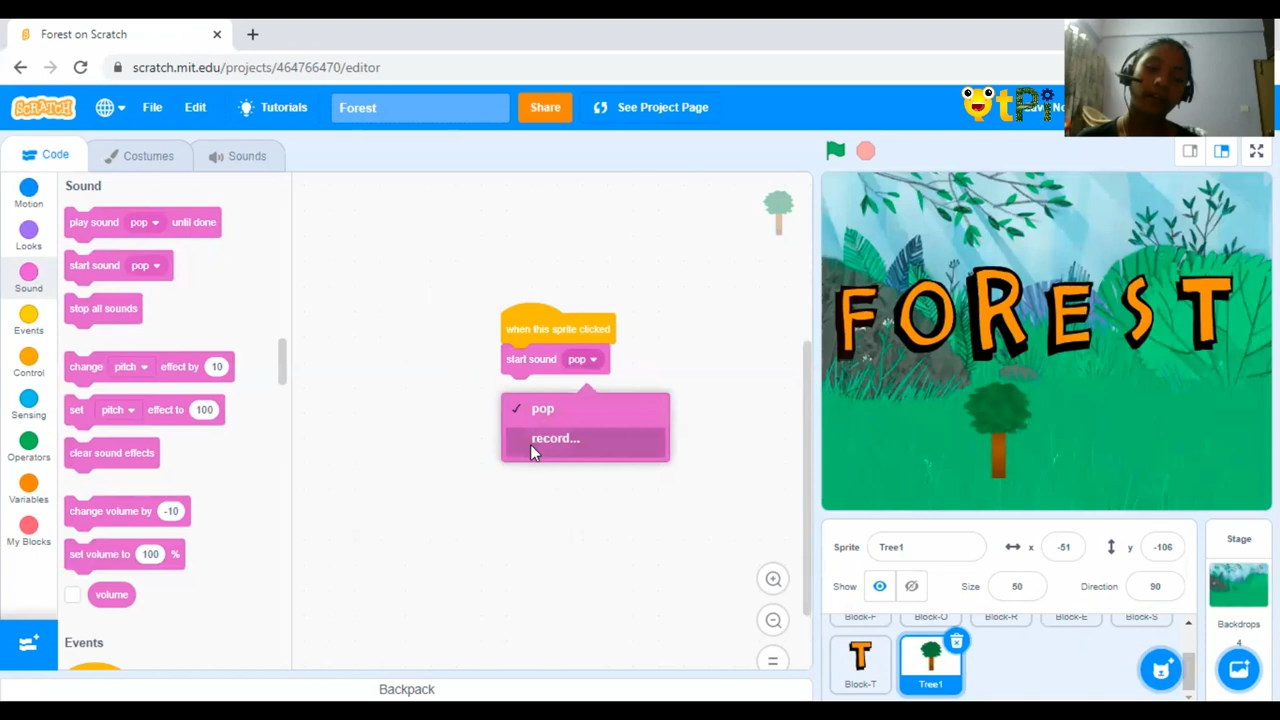 Forest on Scratch
scratch.mit.edu/projects/464766470/editor
SCRATCH
File
Edit
Tutorials
Forest
Share
See Project Page
QtPi
Code
Costumes
Sounds
Motion
Looks
Sound
Events
Control
Sensing
Operators
Variables
My Blocks
Sound
play sound pop until done
start sound pop
stop all sounds
change pitch effect by 10
set pitch effect to 100
clear sound effects
change volume by -10
set volume to 100 %
volume
Events
when this sprite clicked
start sound pop
✓ pop
record...
Backpack
FOREST
Sprite Tree1 x -51 y -106
Show Size 50 Direction 90
Block-F Block-O Block-R Block-E Block-S
T
Block-T
Tree1
Stage
Backdrops
4